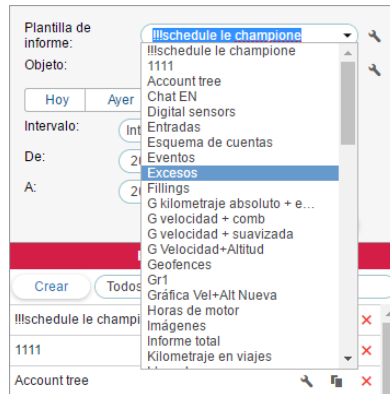 Plantilla de informe:
!!!schedule le champione
!!!schedule le champione
1111
Objeto:
Account tree
Chat EN
Digital sensors
Hoy
Ayer
Entradas
Intervalo:
Int
Esquema de cuentas
Eventos
De:
20
Excesos
Fillings
A:
20
G kilometraje absoluto + e...
G velocidad + comb
G velocidad + suavizada
G Velocidad+Altitud
Geofences
Gr1
Crear
Todos
Gráfica Vel+Alt Nueva
Horas de motor
!!!schedule le champi
Imágenes
Informe total
1111
Kilometraje en viajes
Account tree